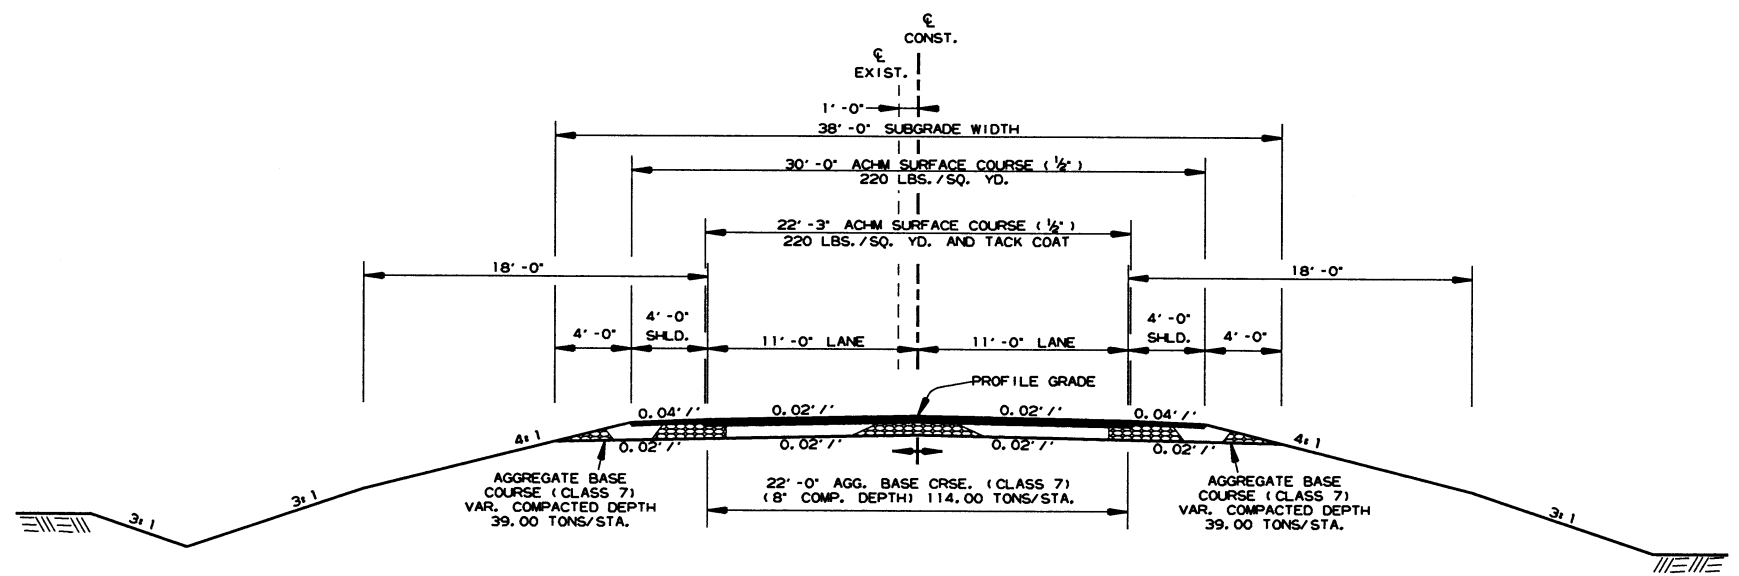 ℄
CONST.
℄
EXIST.
1'-0"
38'-0" SUBGRADE WIDTH
30'-0" ACHM SURFACE COURSE (½")
220 LBS./SQ. YD.
22'-3" ACHM SURFACE COURSE (½")
220 LBS./SQ. YD. AND TACK COAT
18'-0"
18'-0"
4'-0"
4'-0"
SHLD.
11'-0" LANE
11'-0" LANE
4'-0"
SHLD.
4'-0"
PROFILE GRADE
0.04'/'
0.02'/'
0.02'/'
0.04'/'
4:1
0.02'/'
0.02'/'
0.02'/'
0.02'/'
4:1
3:1
3:1
AGGREGATE BASE
COURSE (CLASS 7)
VAR. COMPACTED DEPTH
39.00 TONS/STA.
22'-0" AGG. BASE CRSE. (CLASS 7)
(8" COMP. DEPTH) 114.00 TONS/STA.
AGGREGATE BASE
COURSE (CLASS 7)
VAR. COMPACTED DEPTH
39.00 TONS/STA.
3:1